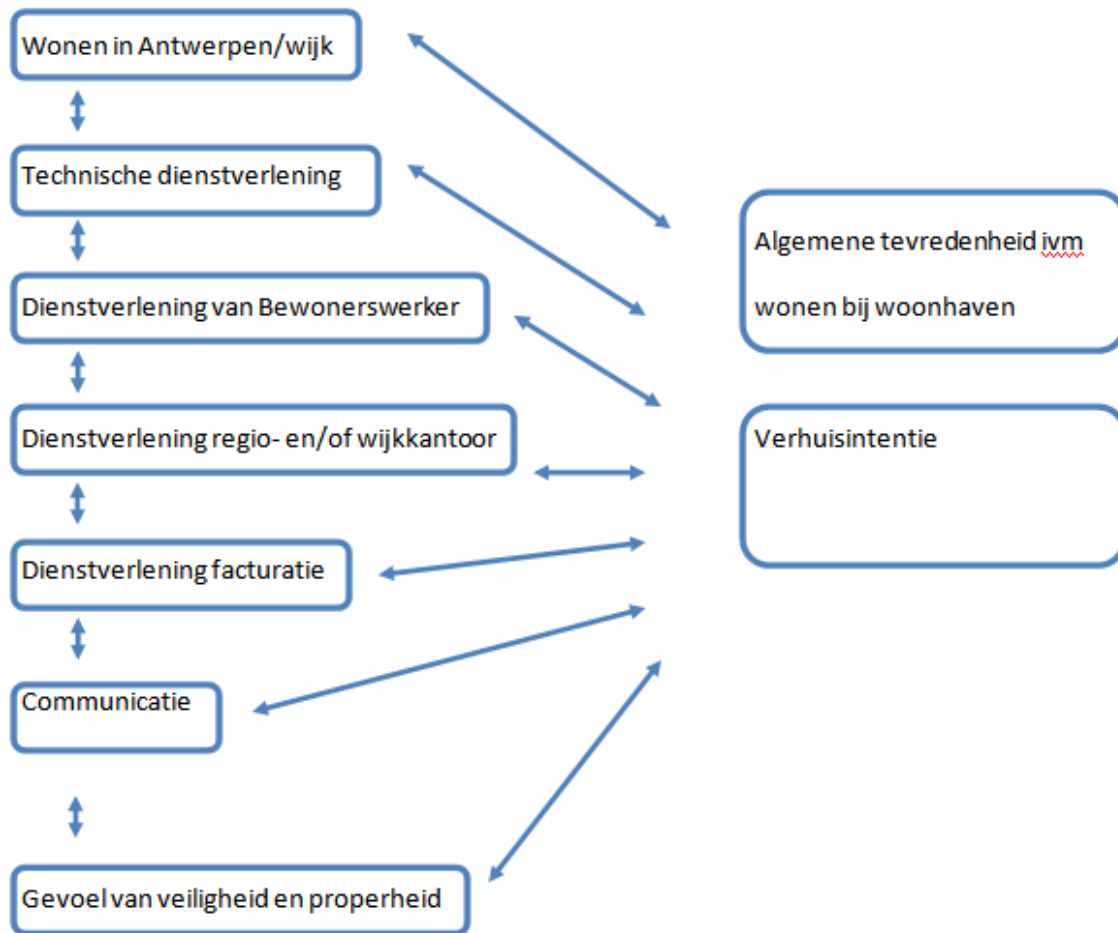 Wonen in Antwerpen/wijk
Technische dienstverlening
Dienstverlening van Bewonerswerker
Dienstverlening regio- en/of wijkkantoor
Dienstverlening facturatie
Communicatie
Gevoel van veiligheid en properheid
Algemene tevredenheid ivm
wonen bij woonhaven
Verhuisintentie